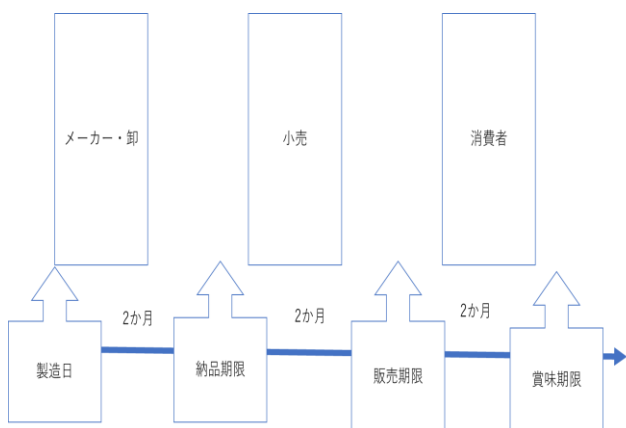 メーカー・卸
小売
消費者
2か月
2か月
2か月
製造日
納品期限
販売期限
賞味期限